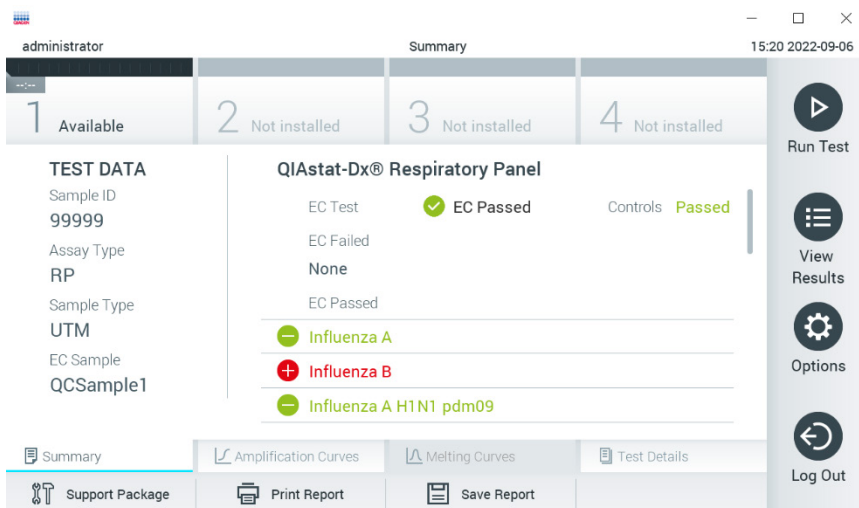 QIAGEN
administrator Summary 15:20 2022-09-06
--:--
1 Available 2 Not installed 3 Not installed 4 Not installed
Run Test
TEST DATA
Sample ID
99999
Assay Type
RP
Sample Type
UTM
EC Sample
QCSample1
QIAstat-Dx® Respiratory Panel
EC Test EC Passed Controls Passed
EC Failed
None
EC Passed
Influenza A
Influenza B
Influenza A H1N1 pdm09
View
Results
Options
Log Out
Summary Amplification Curves Melting Curves Test Details
Support Package Print Report Save Report